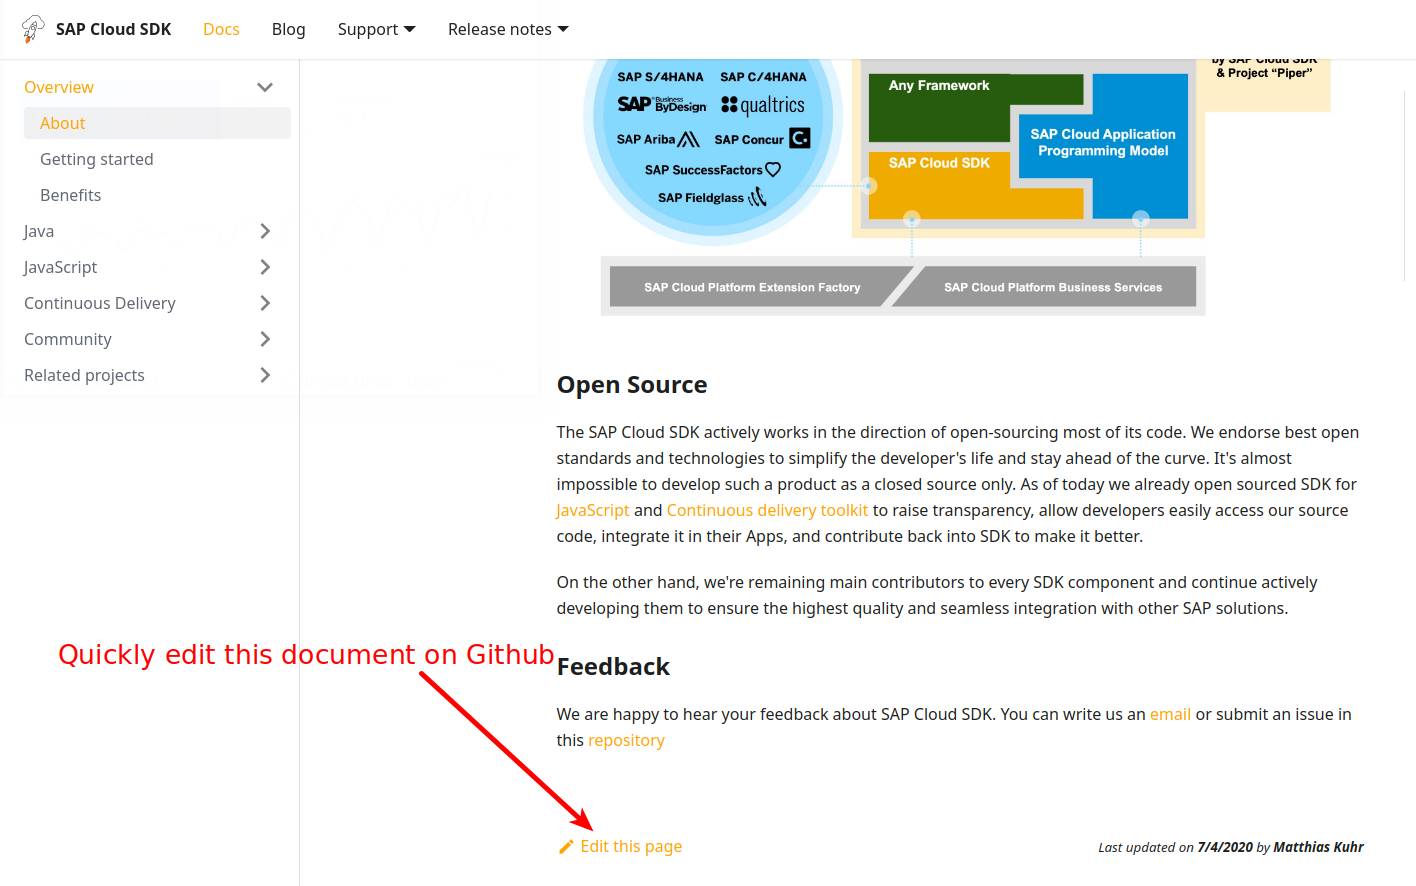 SAP Cloud SDK Docs Blog Support Release notes
Overview
About
Getting started
Benefits
Java
JavaScript
Continuous Delivery
Community
Related projects
SAP S/4HANA SAP C/4HANA
SAP Business ByDesign qualtrics
SAP Ariba SAP Concur C.
SAP SuccessFactors
SAP Fieldglass
by SAP Cloud SDK
& Project “Piper”
Any Framework
SAP Cloud Application
Programming Model
SAP Cloud SDK
SAP Cloud Platform Extension Factory SAP Cloud Platform Business Services
Open Source
The SAP Cloud SDK actively works in the direction of open-sourcing most of its code. We endorse best open
standards and technologies to simplify the developer's life and stay ahead of the curve. It's almost
impossible to develop such a product as a closed source only. As of today we already open sourced SDK for
JavaScript and Continuous delivery toolkit to raise transparency, allow developers easily access our source
code, integrate it in their Apps, and contribute back into SDK to make it better.
On the other hand, we're remaining main contributors to every SDK component and continue actively
developing them to ensure the highest quality and seamless integration with other SAP solutions.
Quickly edit this document on Github
Feedback
We are happy to hear your feedback about SAP Cloud SDK. You can write us an email or submit an issue in
this repository
Edit this page
Last updated on 7/4/2020 by Matthias Kuhr